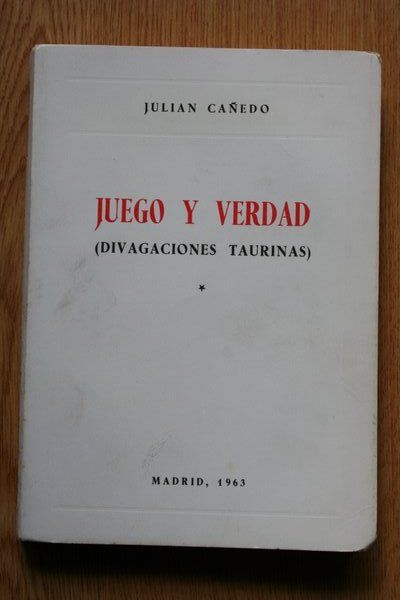 JULIAN CAÑEDO
JUEGO Y VERDAD
(DIVAGACIONES TAURINAS)
*
MADRID, 1963